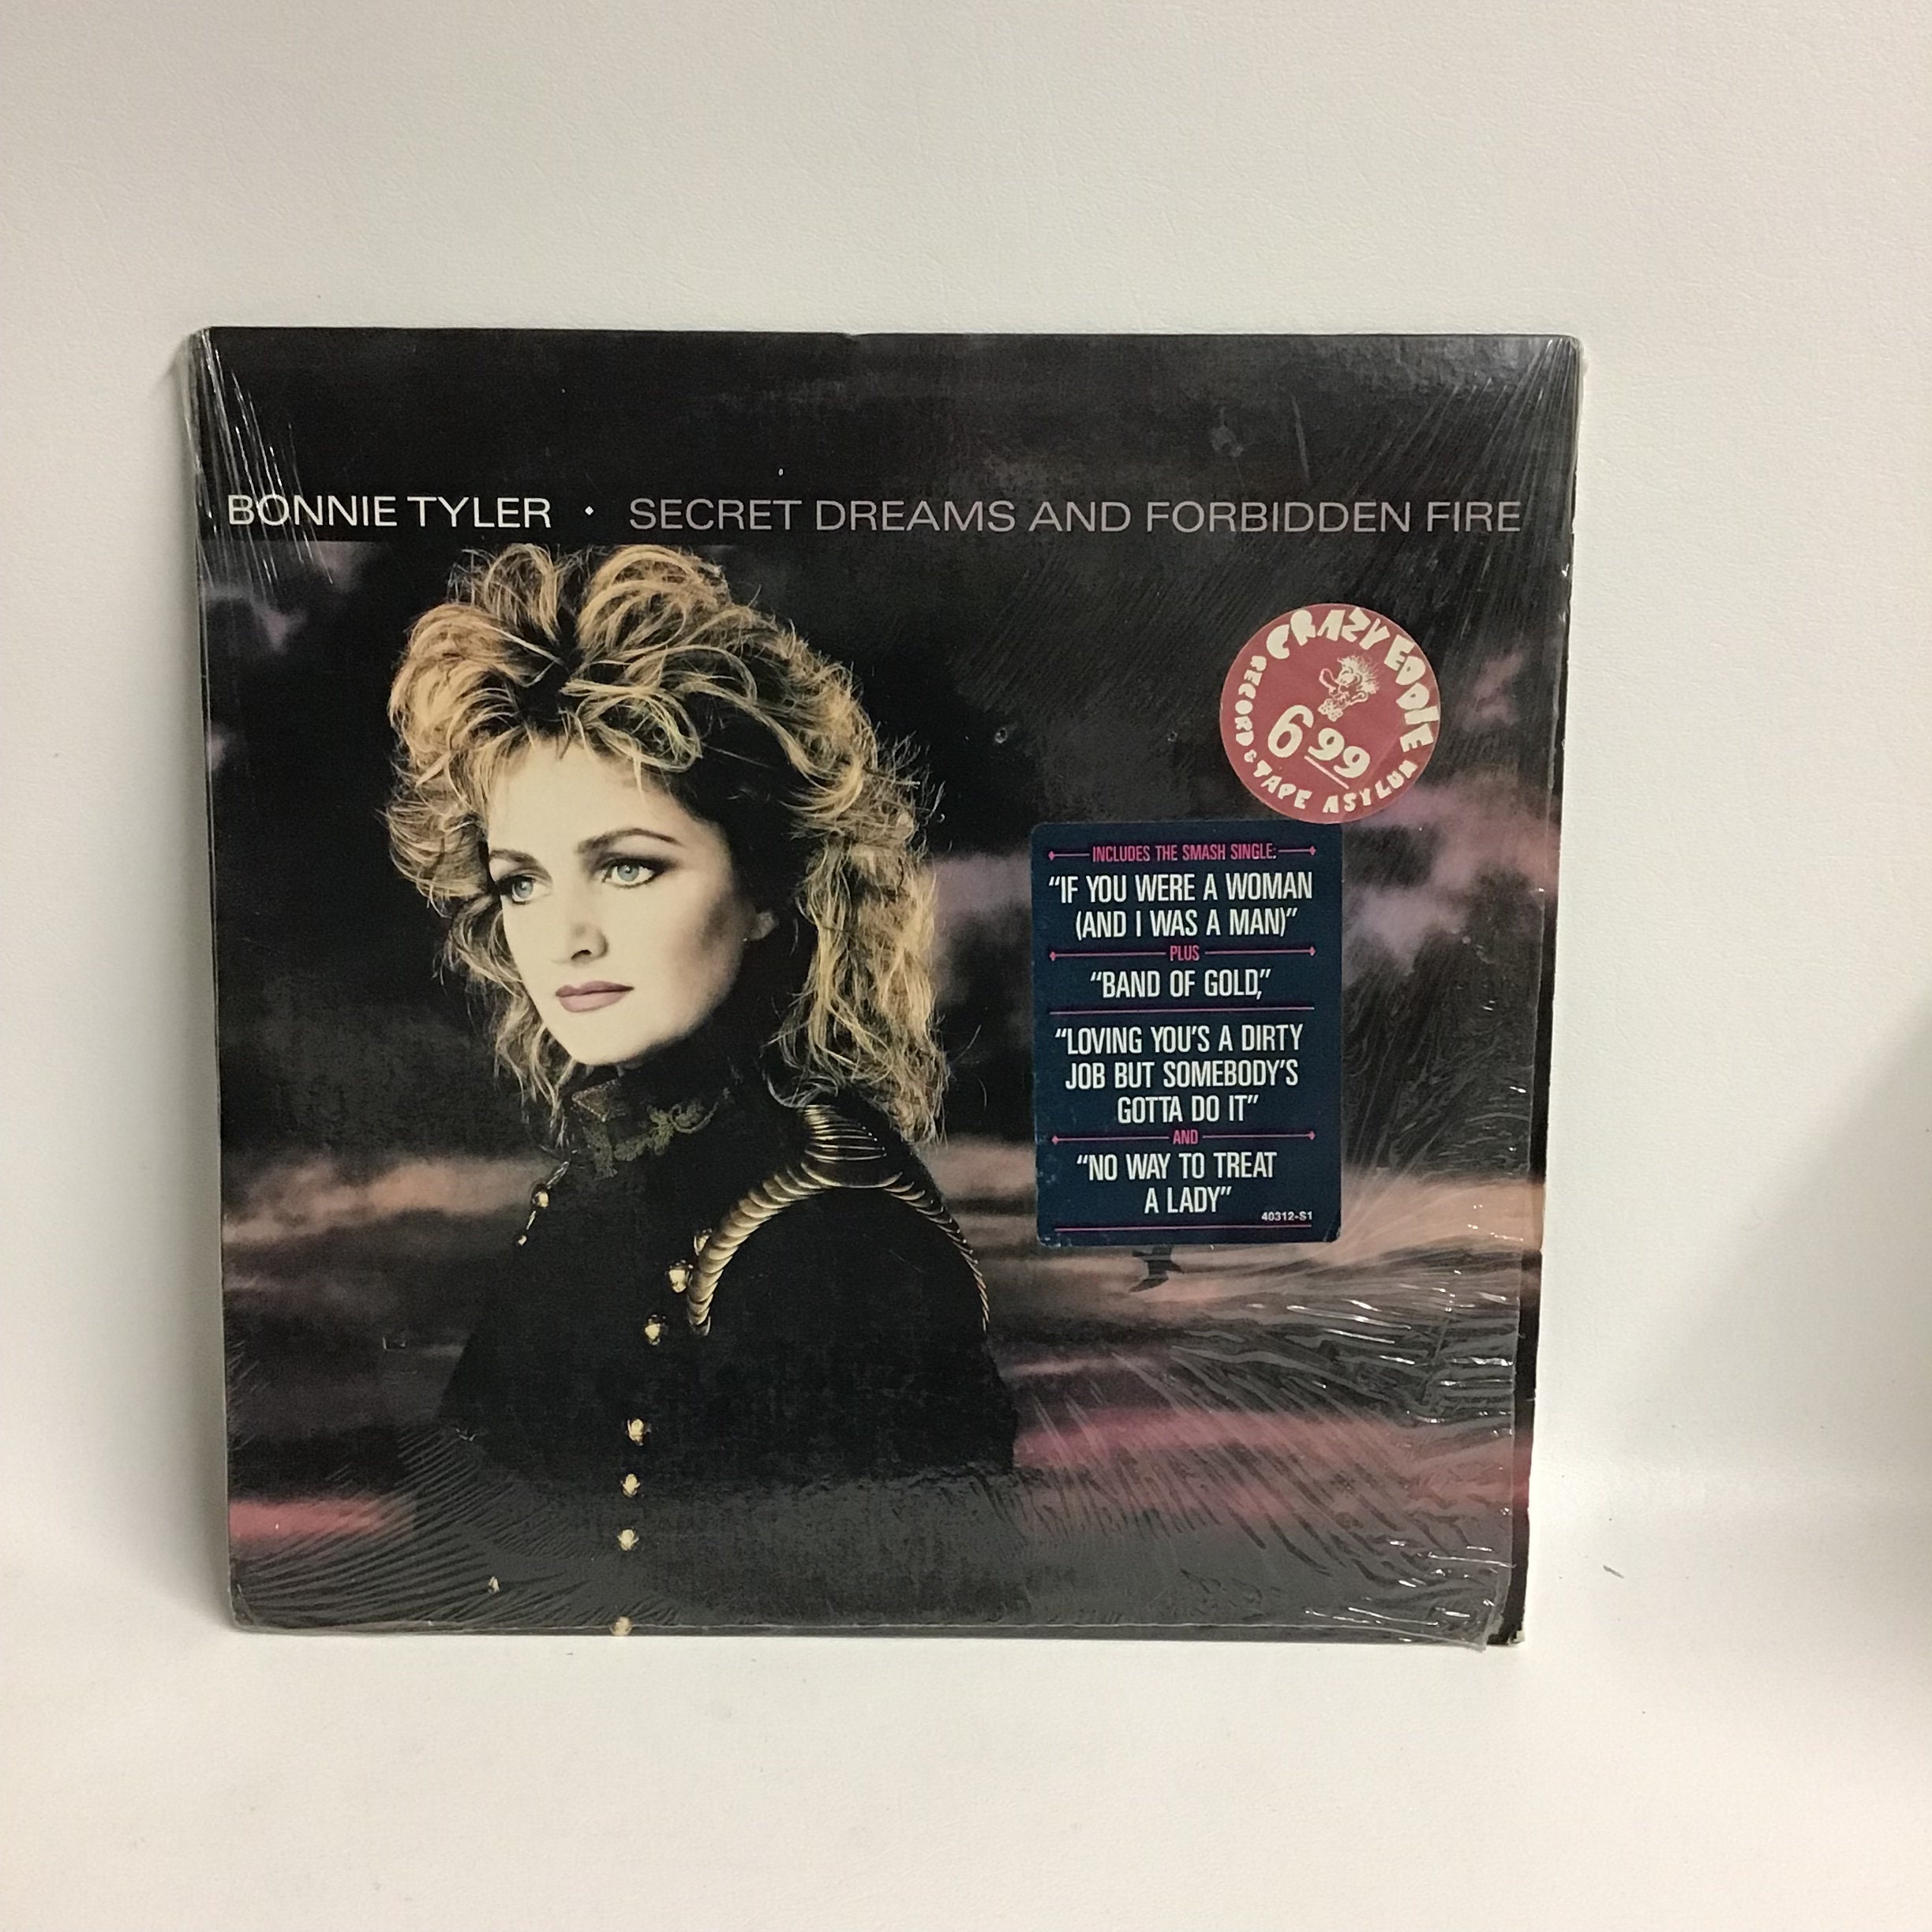 BONNIE TYLER • SECRET DREAMS AND FORBIDDEN FIRE
CRAZY EDDIE
RECORD & TAPE ASYLUM
6.99
INCLUDES THE SMASH SINGLE:
“IF YOU WERE A WOMAN
(AND I WAS A MAN)”
PLUS
“BAND OF GOLD,”
“LOVING YOU'S A DIRTY
JOB BUT SOMEBODY'S
GOTTA DO IT”
AND
“NO WAY TO TREAT
A LADY”
40312-S1